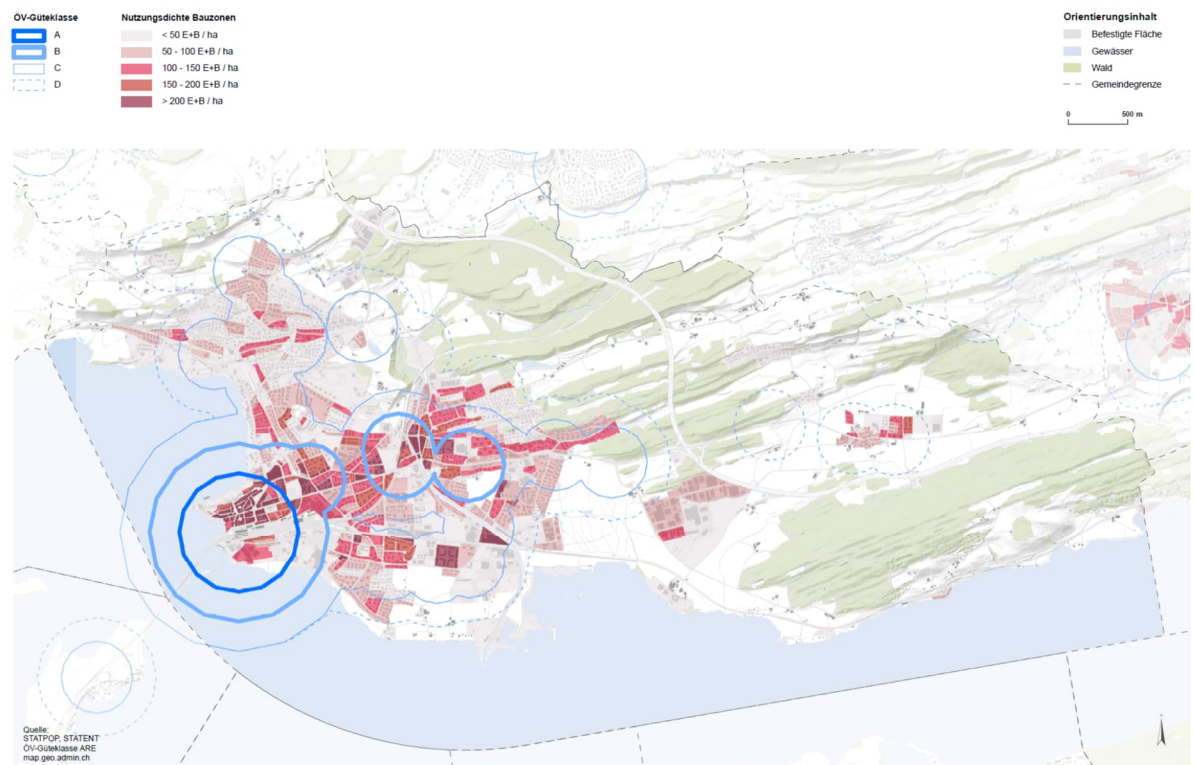 ÖV-Güteklasse
A
B
C
D
Nutzungsdichte Bauzonen
< 50 E+B / ha
50 - 100 E+B / ha
100 - 150 E+B / ha
150 - 200 E+B / ha
> 200 E+B / ha
Orientierungsinhalt
Befestigte Fläche
Gewässer
Wald
Gemeindegrenze
0 500 m
Quelle:
STATPOP, STATENT
ÖV-Güteklasse ARE
map.geo.admin.ch